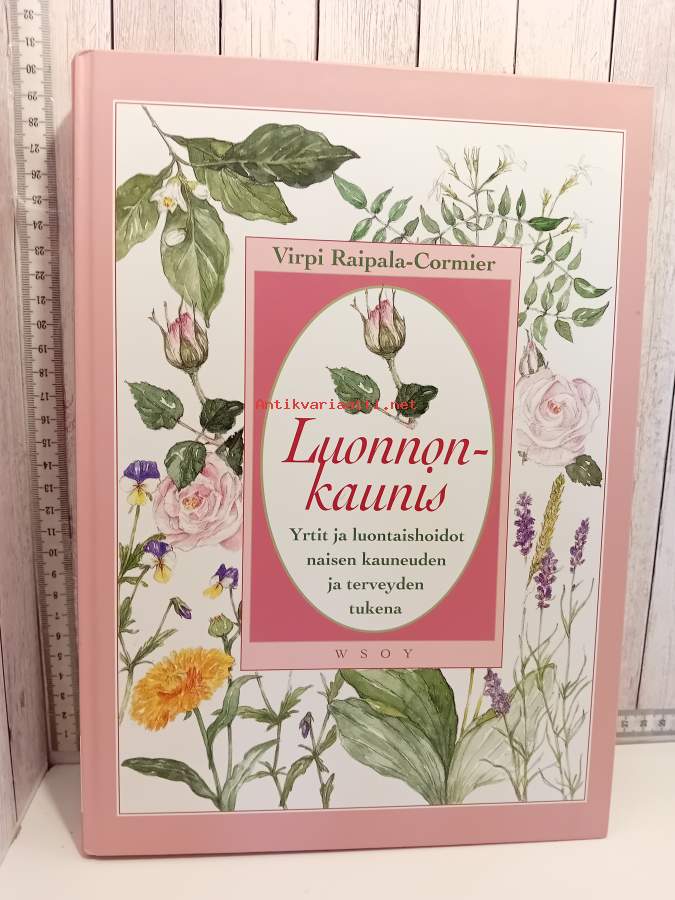 Virpi Raipala-Cormier
Antikvariaatti.net
Luonnon-
kaunis
Yrtit ja luontaishoidot
naisen kauneuden
ja terveyden
tukena
WSOY